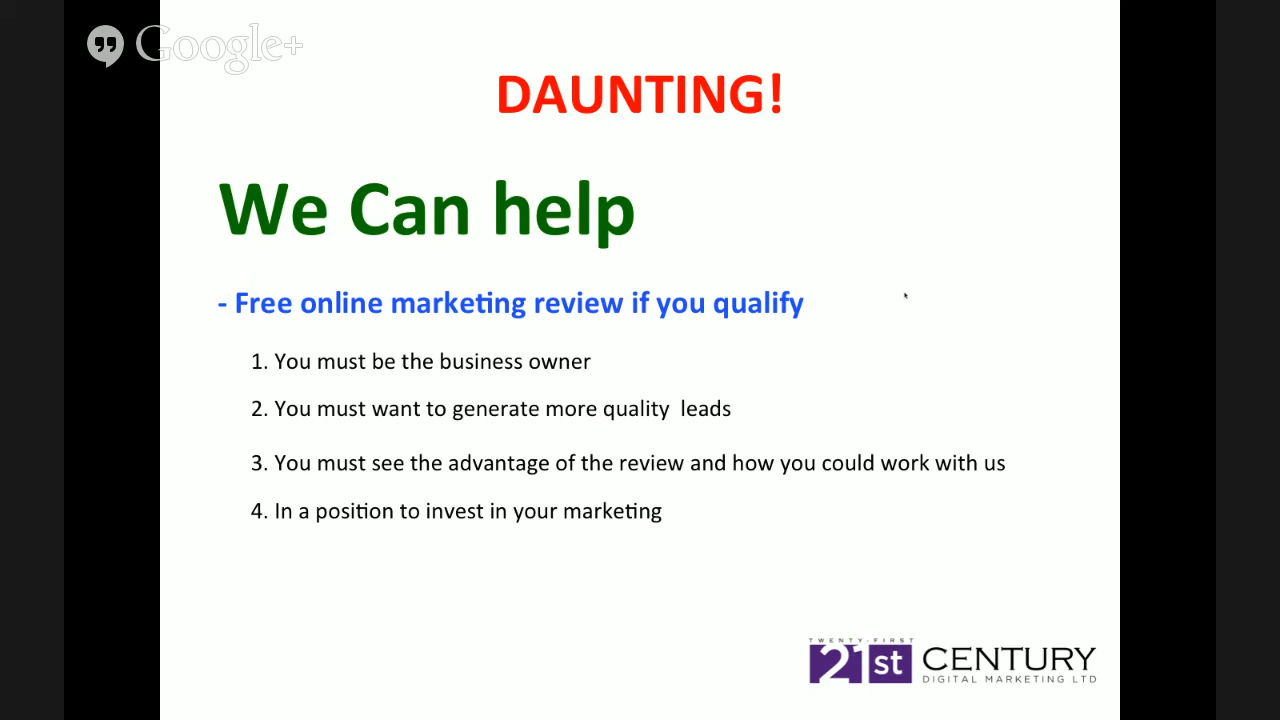 Google+
DAUNTING!
We Can help
- Free online marketing review if you qualify
1. You must be the business owner
2. You must want to generate more quality  leads
3. You must see the advantage of the review and how you could work with us
4. In a position to invest in your marketing
TWENTY-FIRST
21st CENTURY
DIGITAL MARKETING LTD